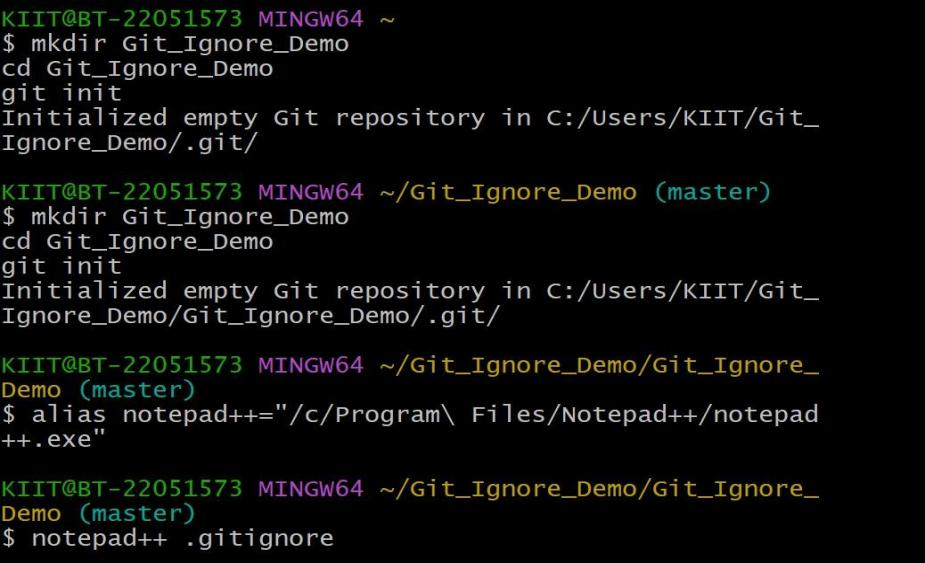 KIIT@BT-22051573 MINGW64 ~
$ mkdir Git_Ignore_Demo
cd Git_Ignore_Demo
git init
Initialized empty Git repository in C:/Users/KIIT/Git_
Ignore_Demo/.git/
KIIT@BT-22051573 MINGW64 ~/Git_Ignore_Demo (master)
$ mkdir Git_Ignore_Demo
cd Git_Ignore_Demo
git init
Initialized empty Git repository in C:/Users/KIIT/Git_
Ignore_Demo/Git_Ignore_Demo/.git/
KIIT@BT-22051573 MINGW64 ~/Git_Ignore_Demo/Git_Ignore_
Demo (master)
$ alias notepad++="/c/Program\ Files/Notepad++/notepad
++.exe"
KIIT@BT-22051573 MINGW64 ~/Git_Ignore_Demo/Git_Ignore_
Demo (master)
$ notepad++ .gitignore